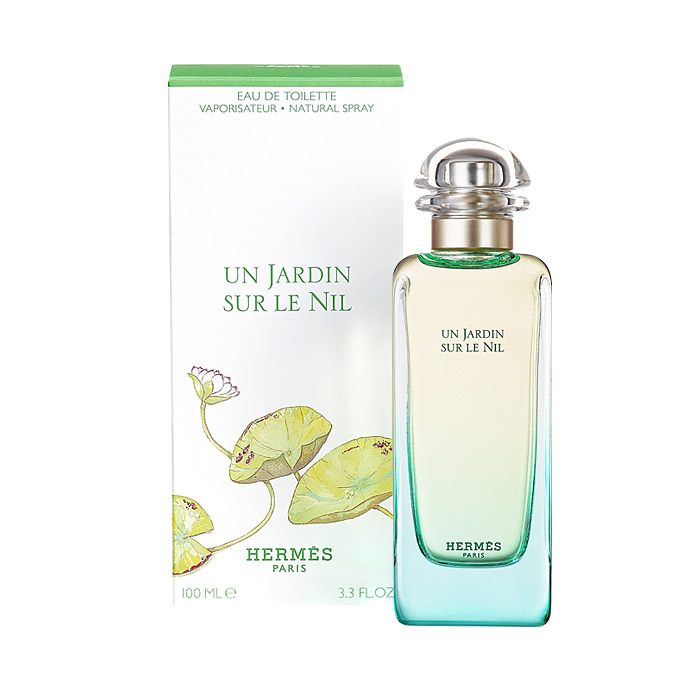 EAU DE TOILETTE
VAPORISATEUR • NATURAL SPRAY
UN JARDIN
SUR LE NIL
HERMÈS
PARIS
100 ML ℮
3.3 FL.OZ
UN JARDIN
SUR LE NIL
HERMÈS
PARIS